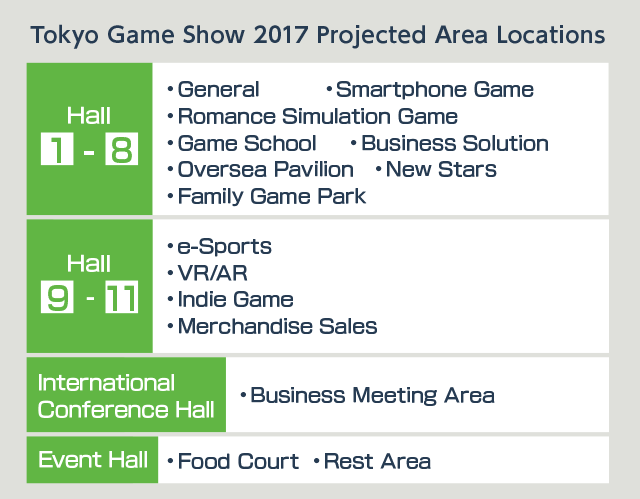 Tokyo Game Show 2017 Projected Area Locations
Hall
1 - 8
・General ・Smartphone Game
・Romance Simulation Game
・Game School ・Business Solution
・Oversea Pavilion ・New Stars
・Family Game Park
Hall
9 - 11
・e-Sports
・VR/AR
・Indie Game
・Merchandise Sales
International
Conference Hall
・Business Meeting Area
Event Hall
・Food Court ・Rest Area